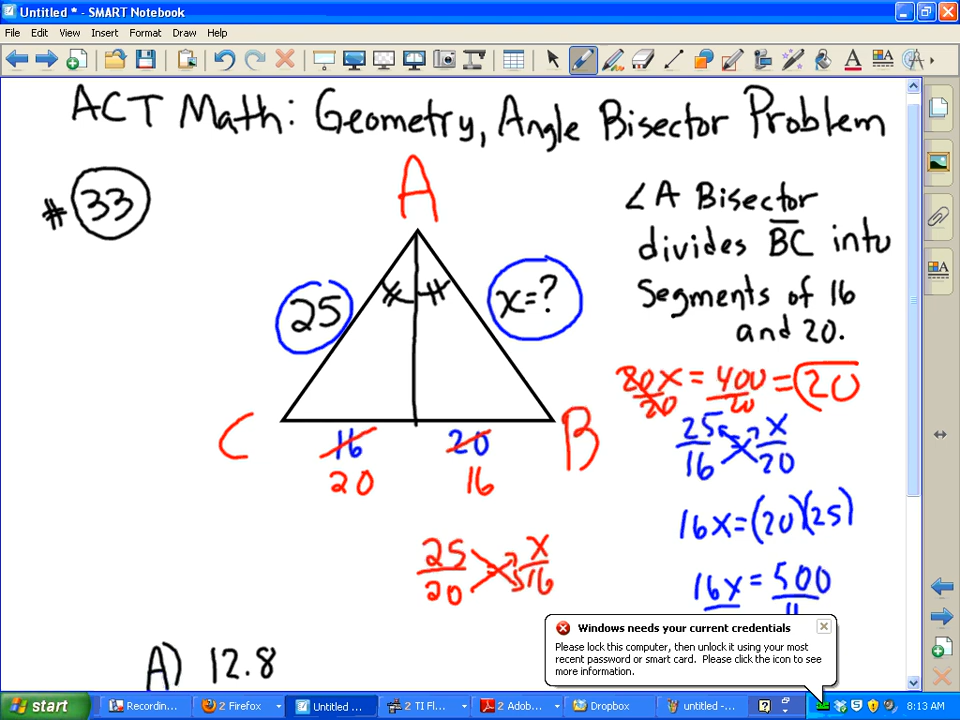 Untitled * - SMART Notebook
File Edit View Insert Format Draw Help
ACT Math: Geometry, Angle Bisector Problem
# 33
A
∠A Bisector
divides BC into
Segments of 16
and 20.
25
x=?
20x = 400 = 20
20 20
C
16
20
B
20
16
25 x
16 20
16x = (20)(25)
25 x
20 16
16x = 500
A) 12.8
Windows needs your current credentials
Please lock this computer, then unlock it using your most
recent password or smart card. Please click the icon to see
more information.
start
Recording...
2 Firefox
Untitled ...
2 TI Fl...
2 Adob...
Dropbox
untitled -...
8:13 AM